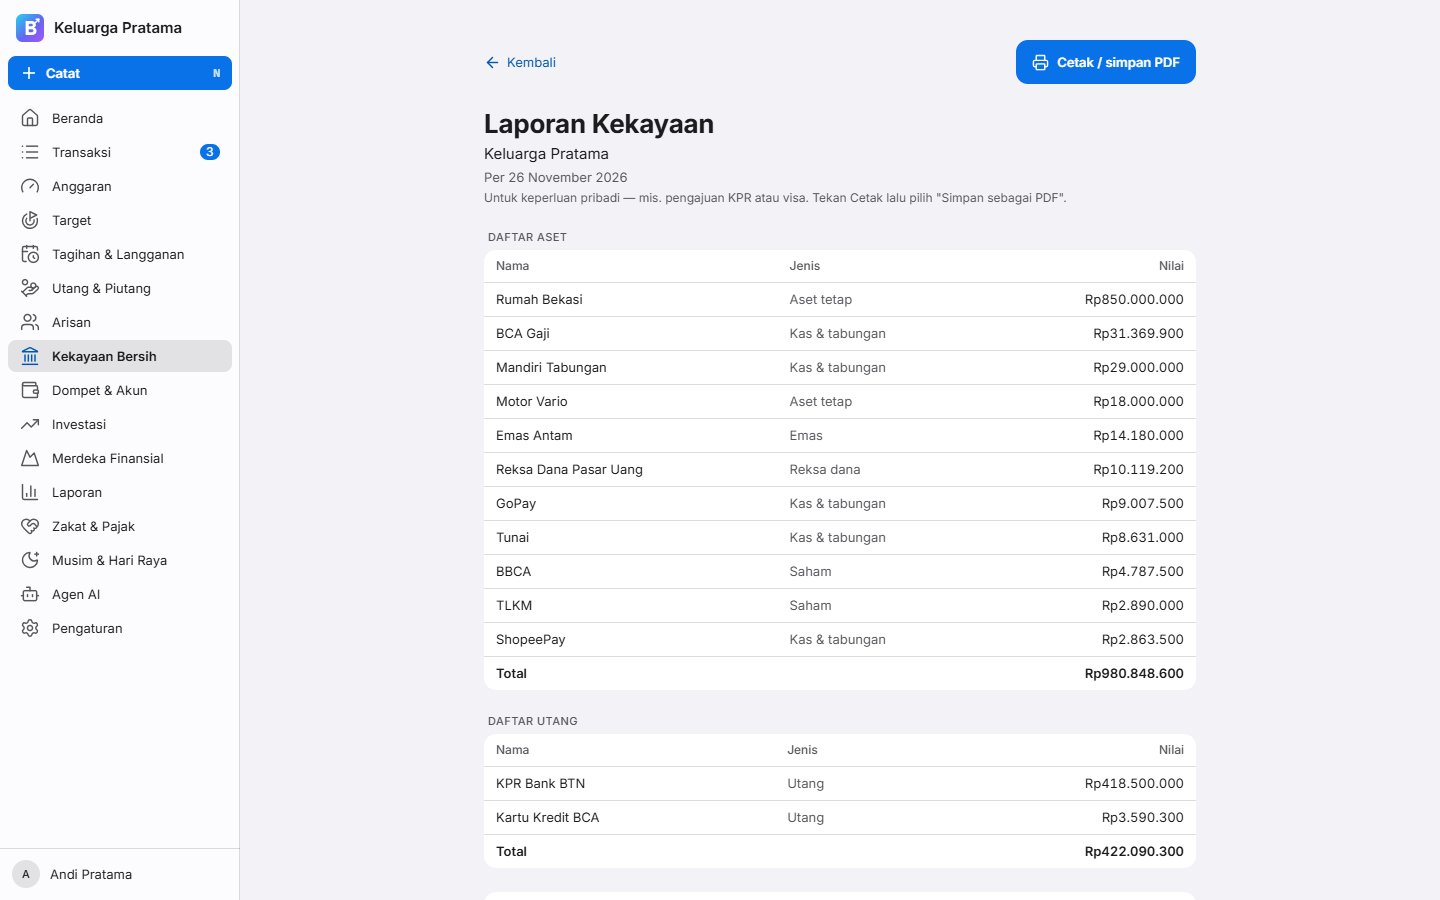 Keluarga Pratama
Catat N
Beranda
Transaksi 3
Anggaran
Target
Tagihan & Langganan
Utang & Piutang
Arisan
Kekayaan Bersih
Dompet & Akun
Investasi
Merdeka Finansial
Laporan
Zakat & Pajak
Musim & Hari Raya
Agen AI
Pengaturan
A Andi Pratama
Kembali
Cetak / simpan PDF
Laporan Kekayaan
Keluarga Pratama
Per 26 November 2026
Untuk keperluan pribadi — mis. pengajuan KPR atau visa. Tekan Cetak lalu pilih "Simpan sebagai PDF".
DAFTAR ASET
Nama Jenis Nilai
Rumah Bekasi Aset tetap Rp850.000.000
BCA Gaji Kas & tabungan Rp31.369.900
Mandiri Tabungan Kas & tabungan Rp29.000.000
Motor Vario Aset tetap Rp18.000.000
Emas Antam Emas Rp14.180.000
Reksa Dana Pasar Uang Reksa dana Rp10.119.200
GoPay Kas & tabungan Rp9.007.500
Tunai Kas & tabungan Rp8.631.000
BBCA Saham Rp4.787.500
TLKM Saham Rp2.890.000
ShopeePay Kas & tabungan Rp2.863.500
Total Rp980.848.600
DAFTAR UTANG
Nama Jenis Nilai
KPR Bank BTN Utang Rp418.500.000
Kartu Kredit BCA Utang Rp3.590.300
Total Rp422.090.300